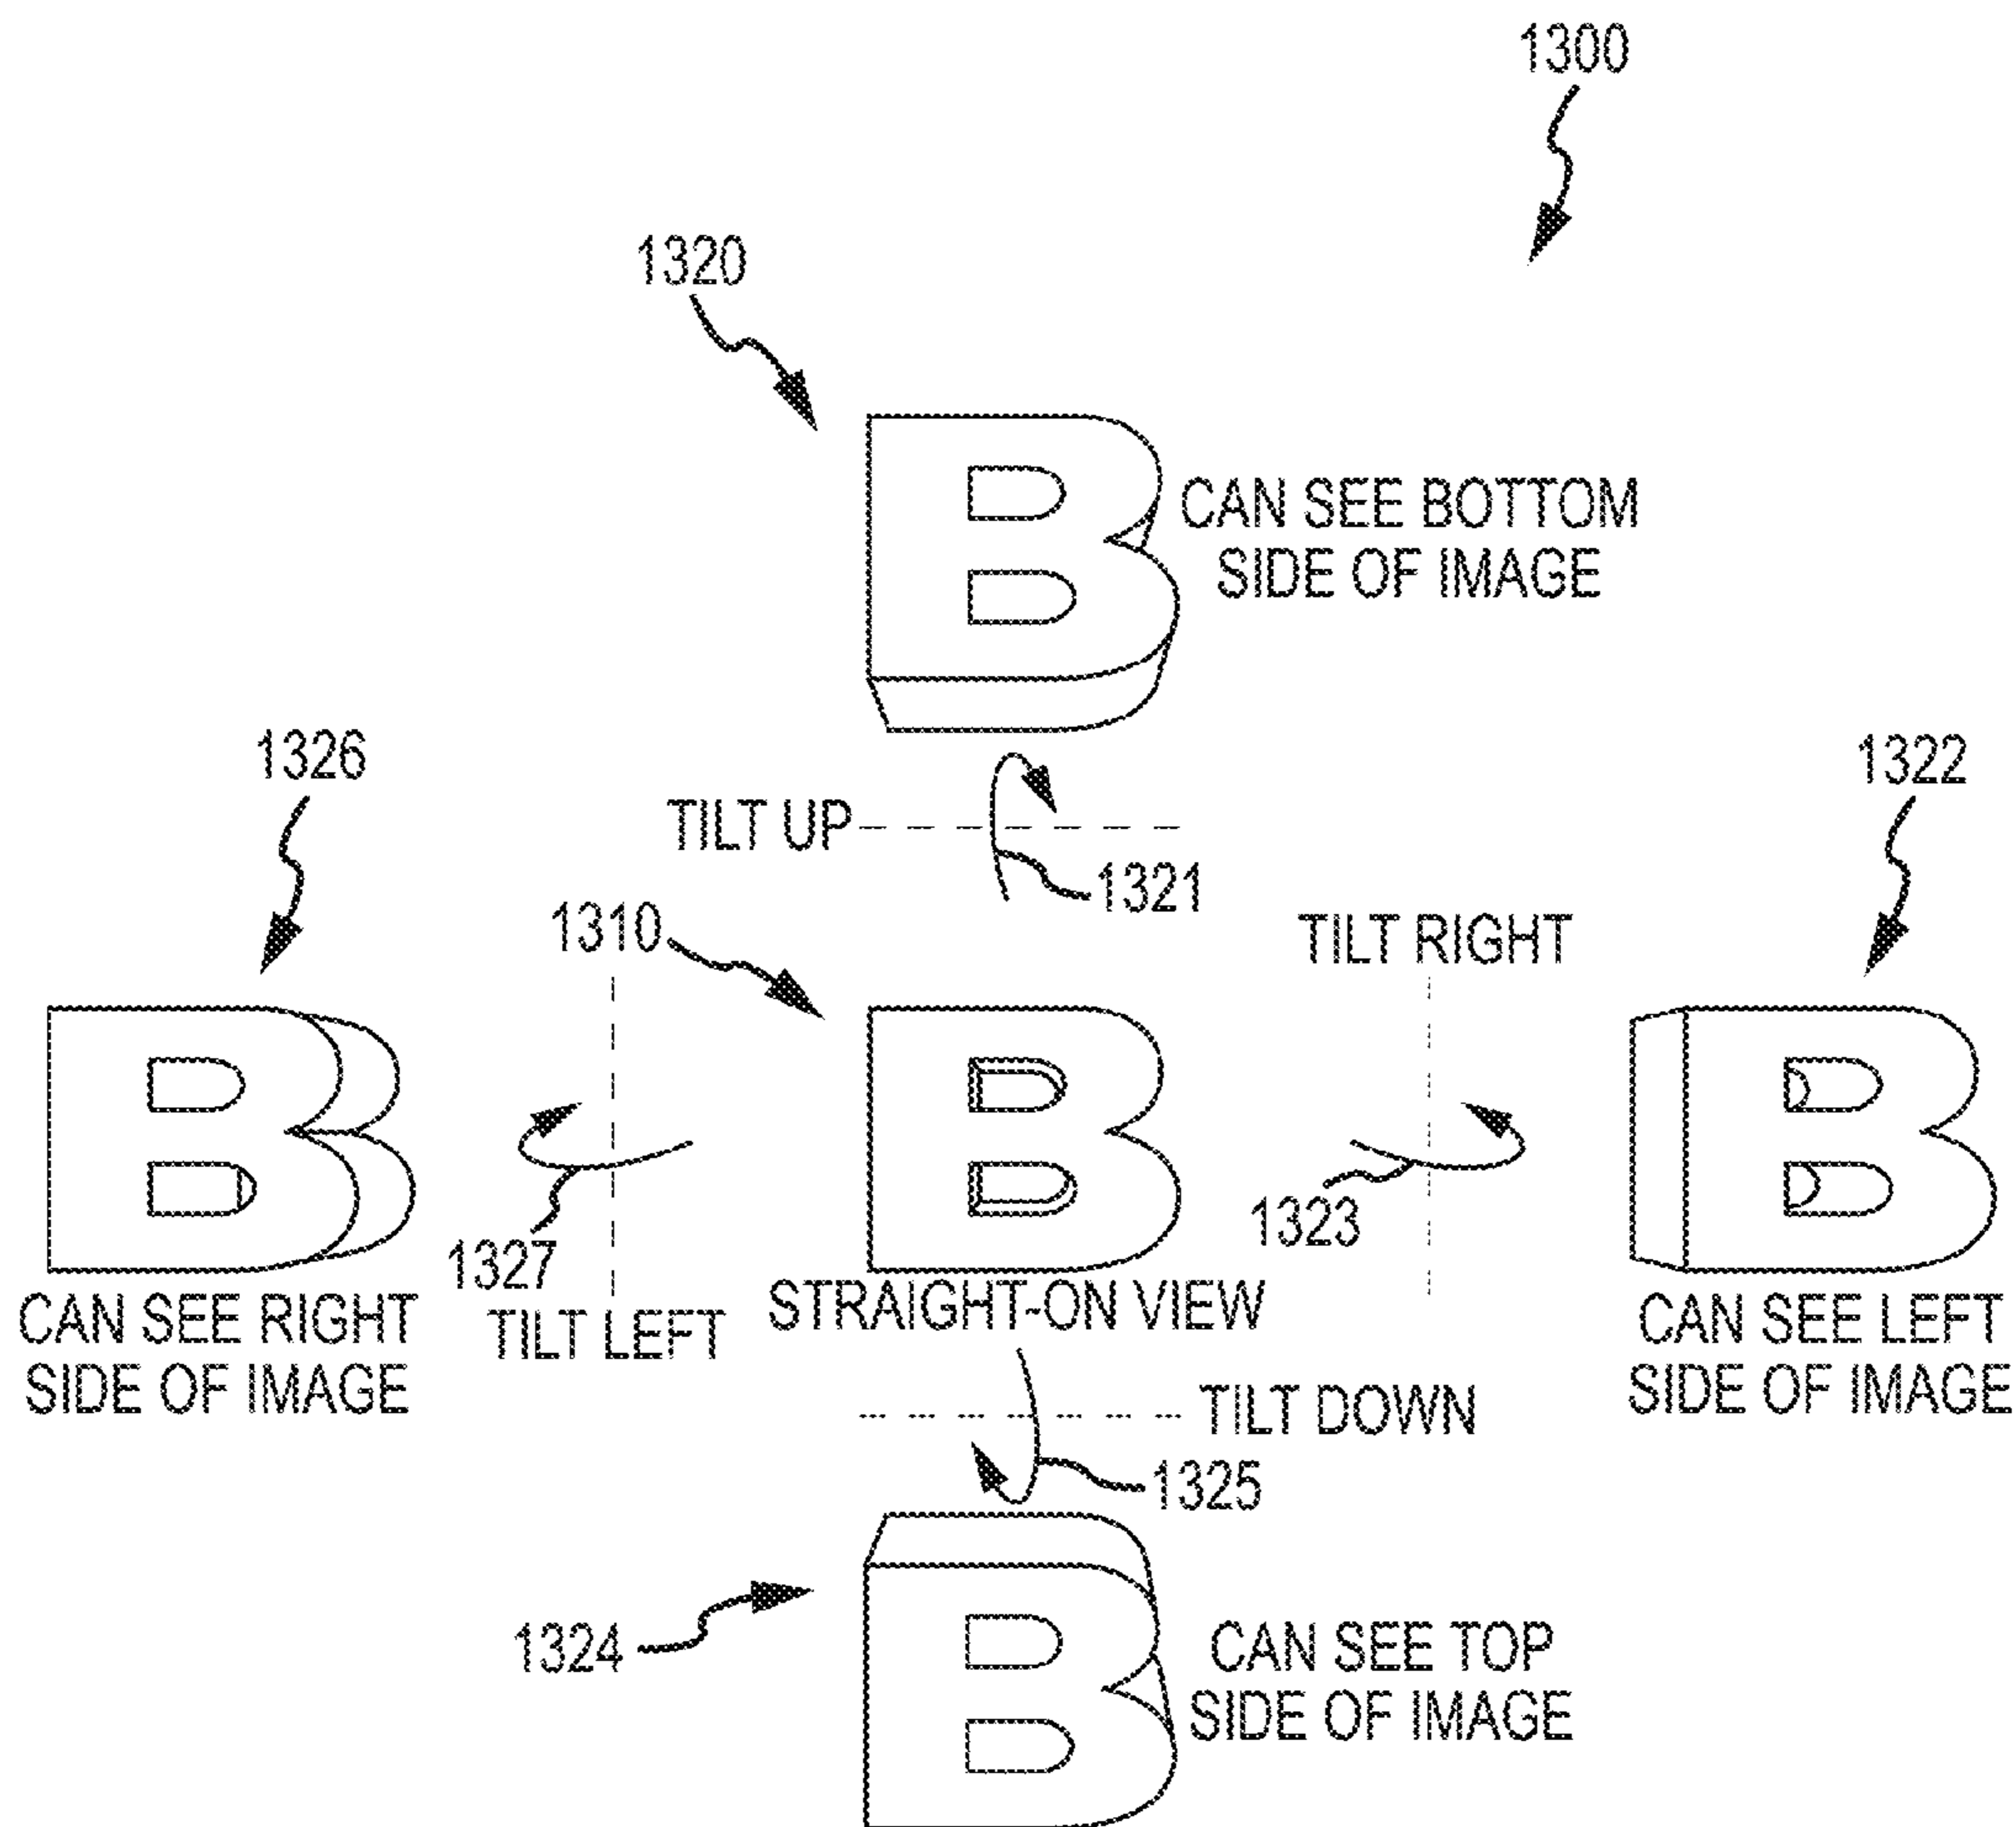 1300
1320
B
CAN SEE BOTTOM
SIDE OF IMAGE
1326
1322
TILT UP
1321
1310
TILT RIGHT
B
B
B
1327
1323
CAN SEE RIGHT
SIDE OF IMAGE
TILT LEFT
STRAIGHT-ON VIEW
CAN SEE LEFT
SIDE OF IMAGE
TILT DOWN
1325
1324
B
CAN SEE TOP
SIDE OF IMAGE